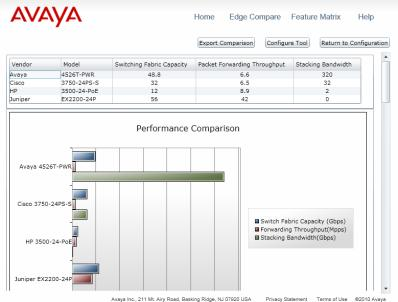 AVAYA
Home Edge Compare Feature Matrix Help
Export Comparison Configure Tool Return to Configuration
Vendor Model Switching Fabric Capacity Packet Forwarding Throughput Stacking Bandwidth
Avaya 4526T-PWR 48.8 6.6 320
Cisco 3750-24PS-S 32 6.5 32
HP 3500-24-PoE 12 8.9 2
Juniper EX2200-24P 56 42 0
Performance Comparison
Avaya 4526T-PWR
Cisco 3750-24PS-S
HP 3500-24-PoE
Juniper EX2200-24P
Switch Fabric Capacity (Gbps)
Forwarding Throughput(Mpps)
Stacking Bandwidth(Gbps)
Avaya Inc., 211 Mt. Airy Road, Basking Ridge, NJ 07920 USA Privacy Statement Terms of Use ©2010 Avaya